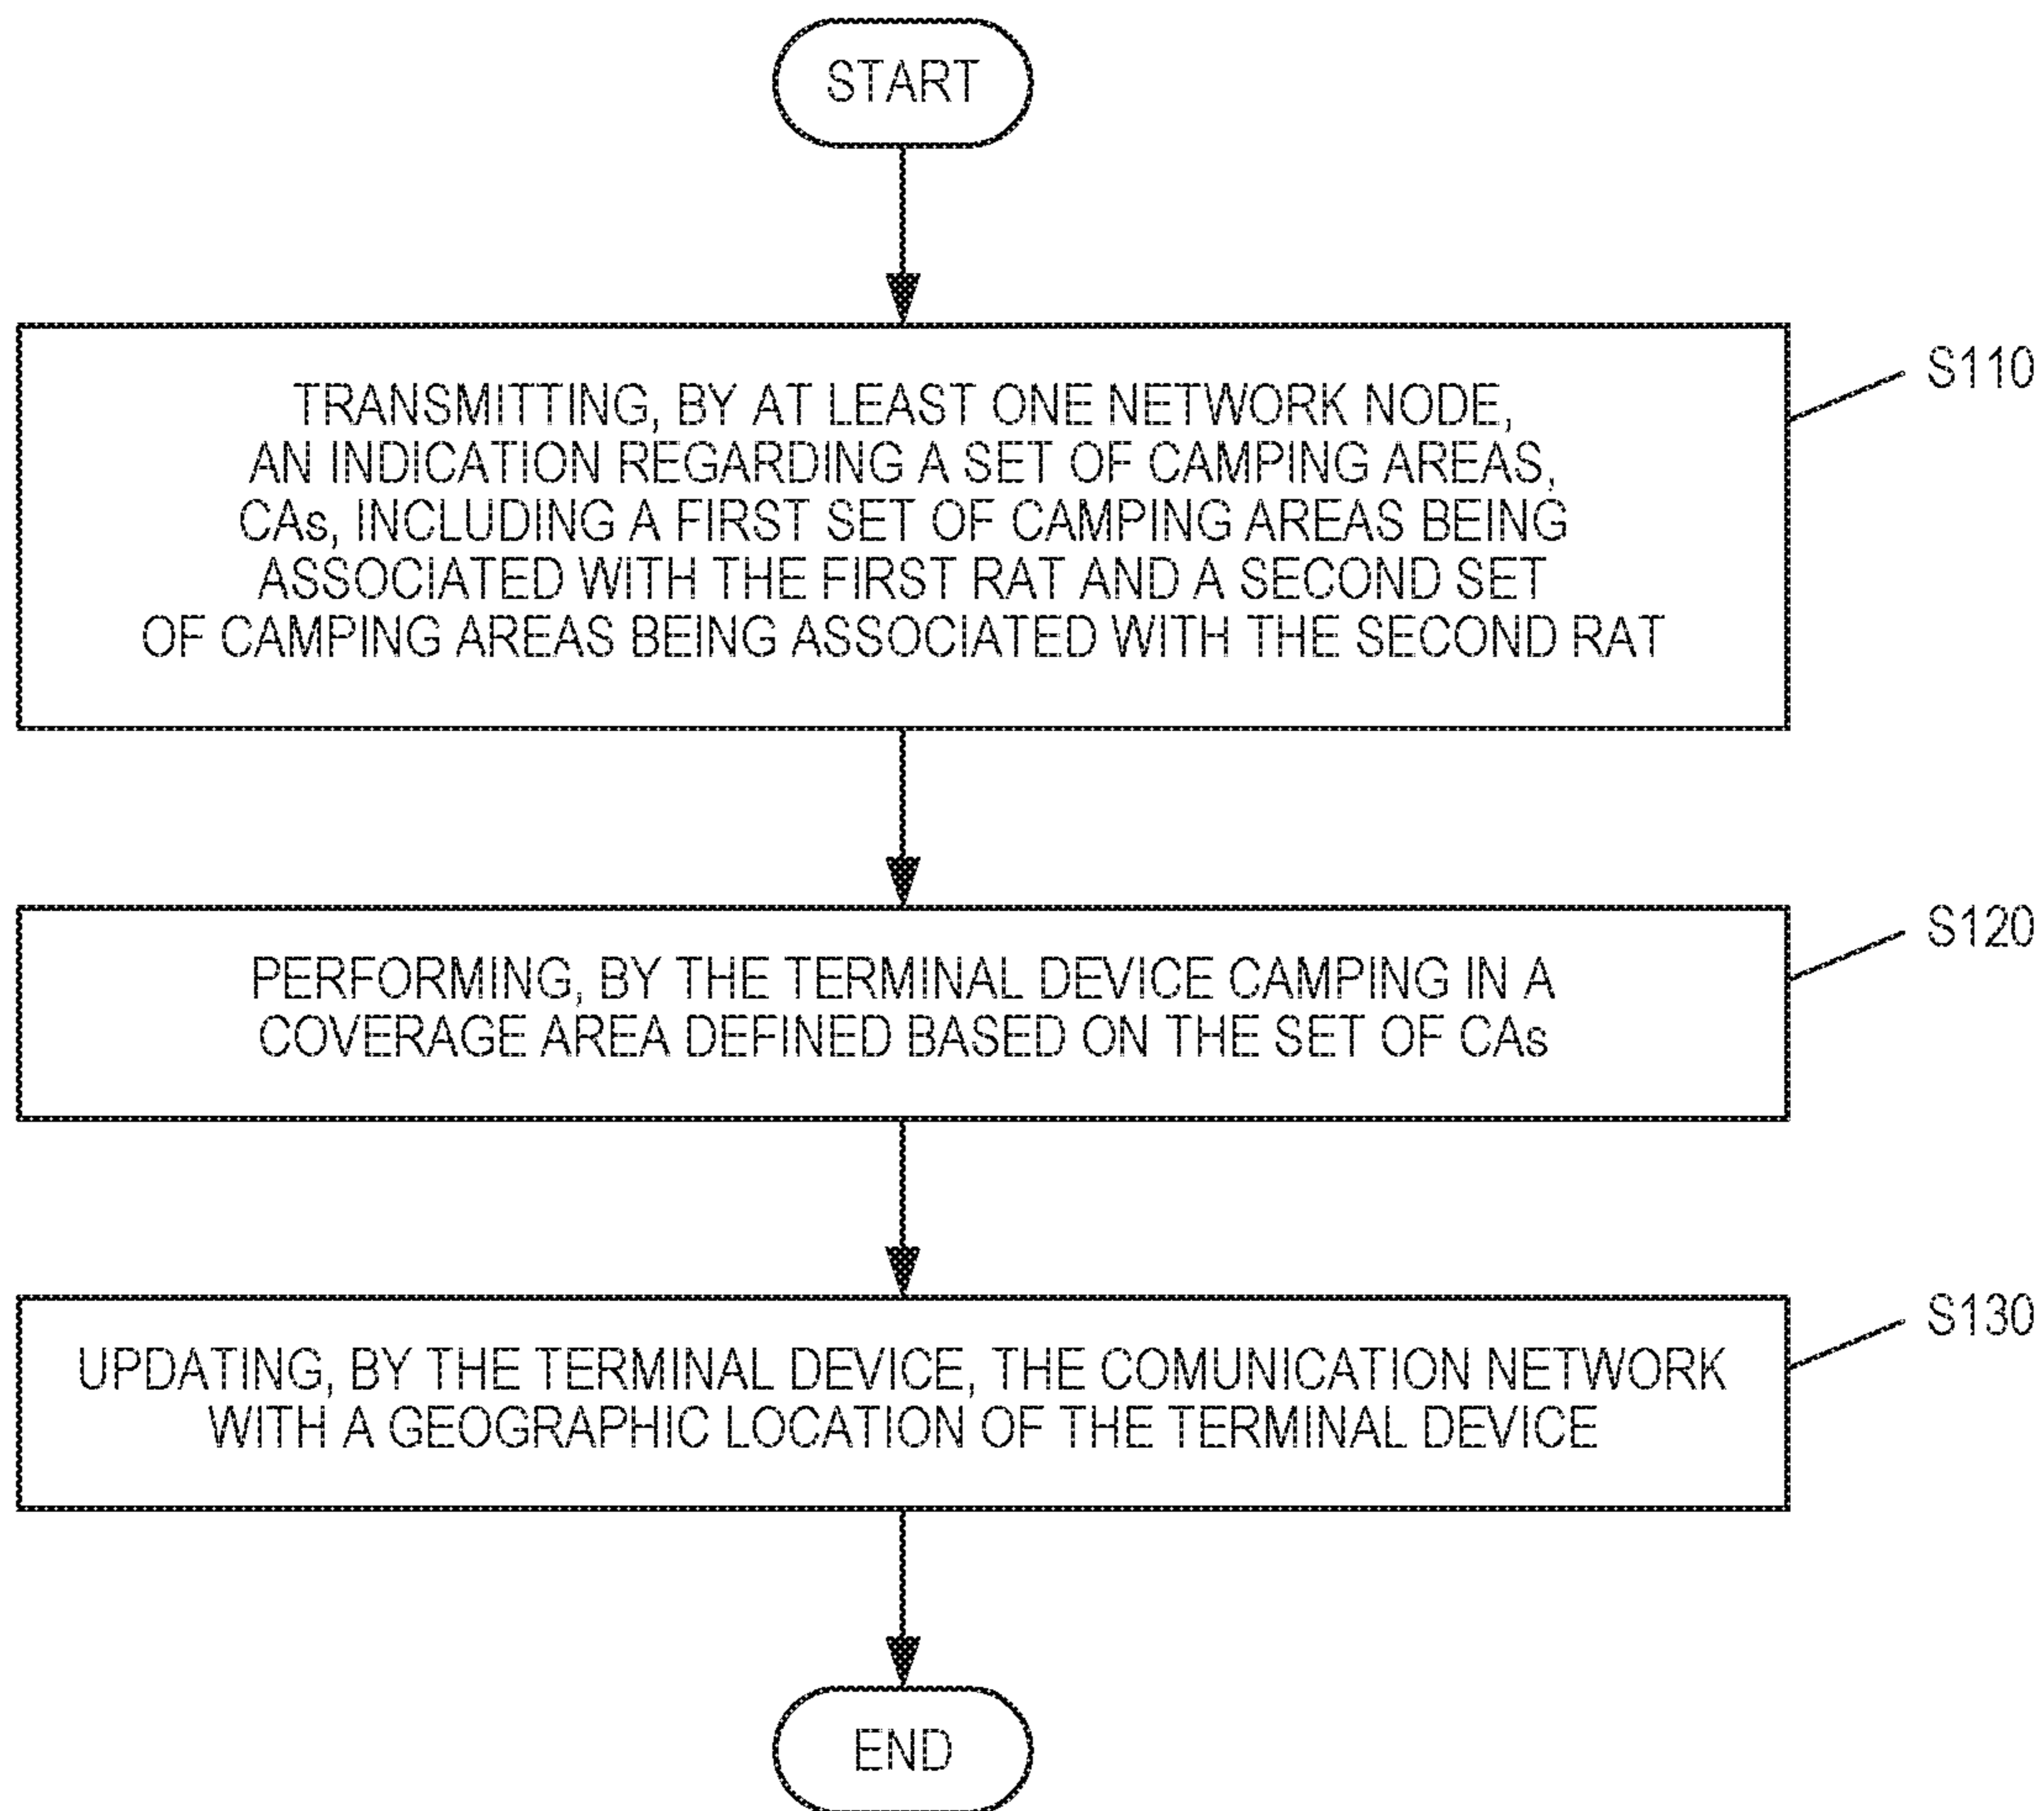 START
S110
TRANSMITTING, BY AT LEAST ONE NETWORK NODE,
AN INDICATION REGARDING A SET OF CAMPING AREAS,
CAs, INCLUDING A FIRST SET OF CAMPING AREAS BEING
ASSOCIATED WITH THE FIRST RAT AND A SECOND SET
OF CAMPING AREAS BEING ASSOCIATED WITH THE SECOND RAT
S120
PERFORMING, BY THE TERMINAL DEVICE CAMPING IN A
COVERAGE AREA DEFINED BASED ON THE SET OF CAs
S130
UPDATING, BY THE TERMINAL DEVICE, THE COMUNICATION NETWORK
WITH A GEOGRAPHIC LOCATION OF THE TERMINAL DEVICE
END